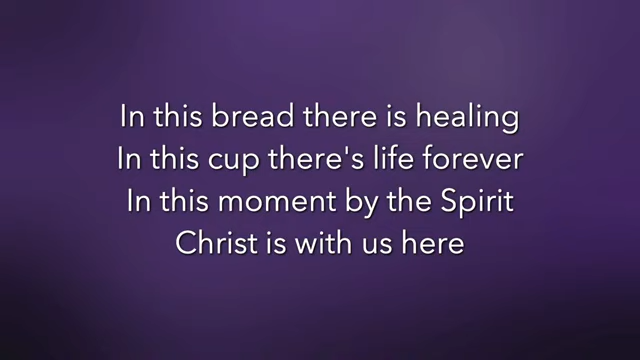 In this bread there is healing
In this cup there's life forever
In this moment by the Spirit
Christ is with us here